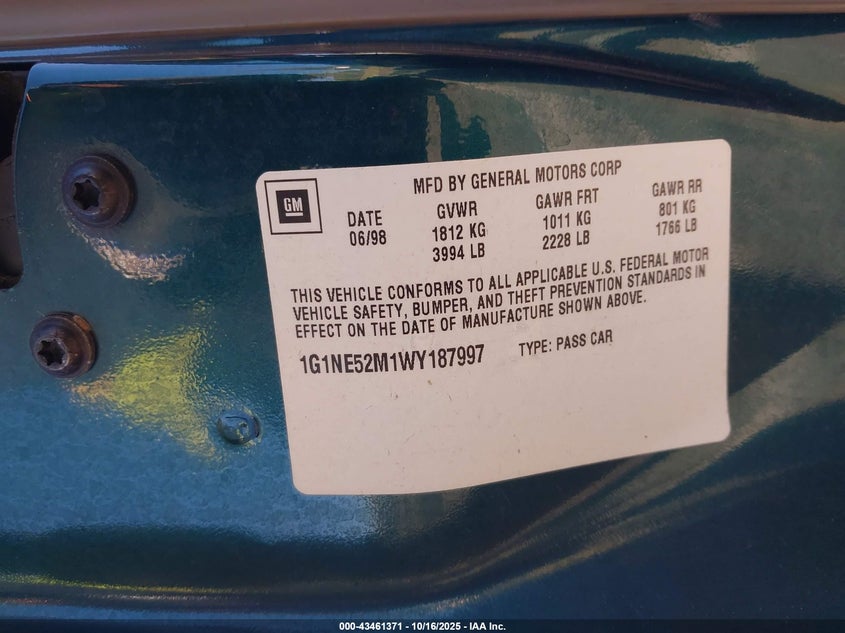 GM
MFD BY GENERAL MOTORS CORP
DATE GVWR GAWR FRT GAWR RR
06/98 1812 KG 1011 KG 801 KG
3994 LB 2228 LB 1766 LB
THIS VEHICLE CONFORMS TO ALL APPLICABLE U.S. FEDERAL MOTOR
VEHICLE SAFETY, BUMPER, AND THEFT PREVENTION STANDARDS IN
EFFECT ON THE DATE OF MANUFACTURE SHOWN ABOVE.
1G1NE52M1WY187997 TYPE: PASS CAR
000-43461371 - 10/16/2025 - IAA Inc.